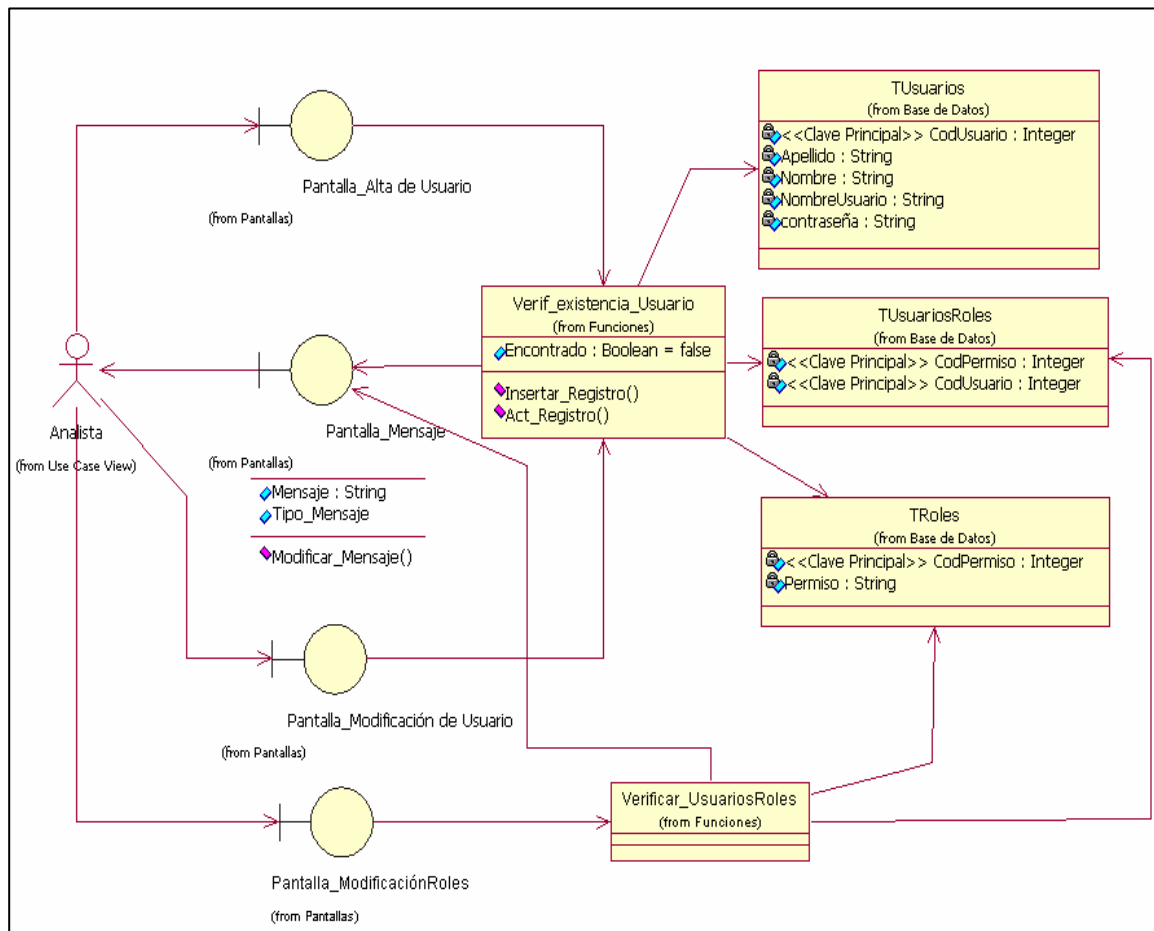 Pantalla_Alta de Usuario
(from Pantallas)
TUsuarios
(from Base de Datos)
<<Clave Principal>> CodUsuario : Integer
Apellido : String
Nombre : String
NombreUsuario : String
contraseña : String
Verif_existencia_Usuario
(from Funciones)
Encontrado : Boolean = false
Insertar_Registro()
Act_Registro()
TUsuariosRoles
(from Base de Datos)
<<Clave Principal>> CodPermiso : Integer
<<Clave Principal>> CodUsuario : Integer
Analista
(from Use Case View)
Pantalla_Mensaje
(from Pantallas)
Mensaje : String
Tipo_Mensaje
Modificar_Mensaje()
TRoles
(from Base de Datos)
<<Clave Principal>> CodPermiso : Integer
Permiso : String
Pantalla_Modificación de Usuario
(from Pantallas)
Verificar_UsuariosRoles
(from Funciones)
Pantalla_ModificaciónRoles
(from Pantallas)